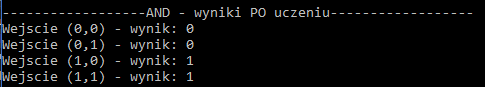 ------------------AND - wyniki PO uczeniu------------------
Wejscie (0,0) - wynik: 0
Wejscie (0,1) - wynik: 0
Wejscie (1,0) - wynik: 1
Wejscie (1,1) - wynik: 1